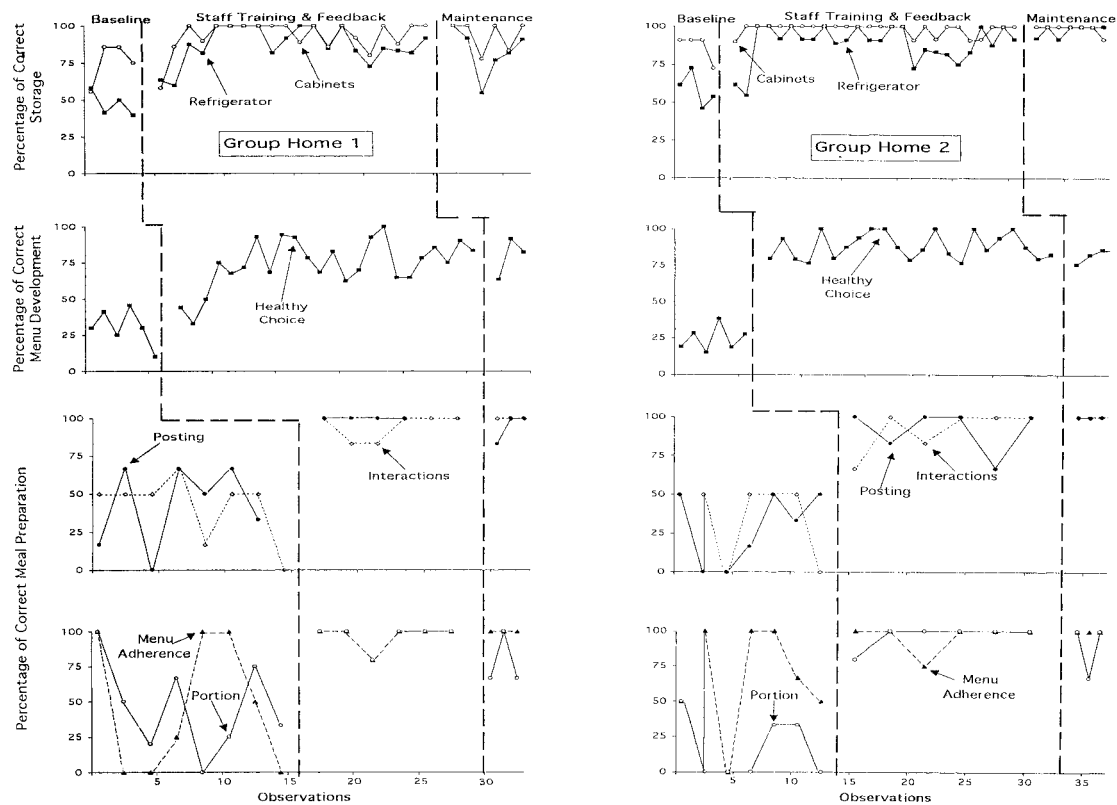 Baseline
Staff Training & Feedback
Maintenance
Percentage of Correct
Storage
100
75
50
25
0
Cabinets
Refrigerator
Group Home 1
Percentage of Correct
Menu Development
100
75
50
25
0
Healthy
Choice
Percentage of Correct Meal Preparation
100
75
50
25
0
Posting
Interactions
100
75
50
25
0
Menu
Adherence
Portion
5
10
15
20
25
30
Observations
Baseline
Staff Training & Feedback
Maintenance
100
75
50
25
0
Cabinets
Refrigerator
Group Home 2
100
75
50
25
0
Healthy
Choice
100
75
50
25
0
Interactions
Posting
100
75
50
25
0
Portion
Menu
Adherence
5
10
15
20
25
30
35
Observations